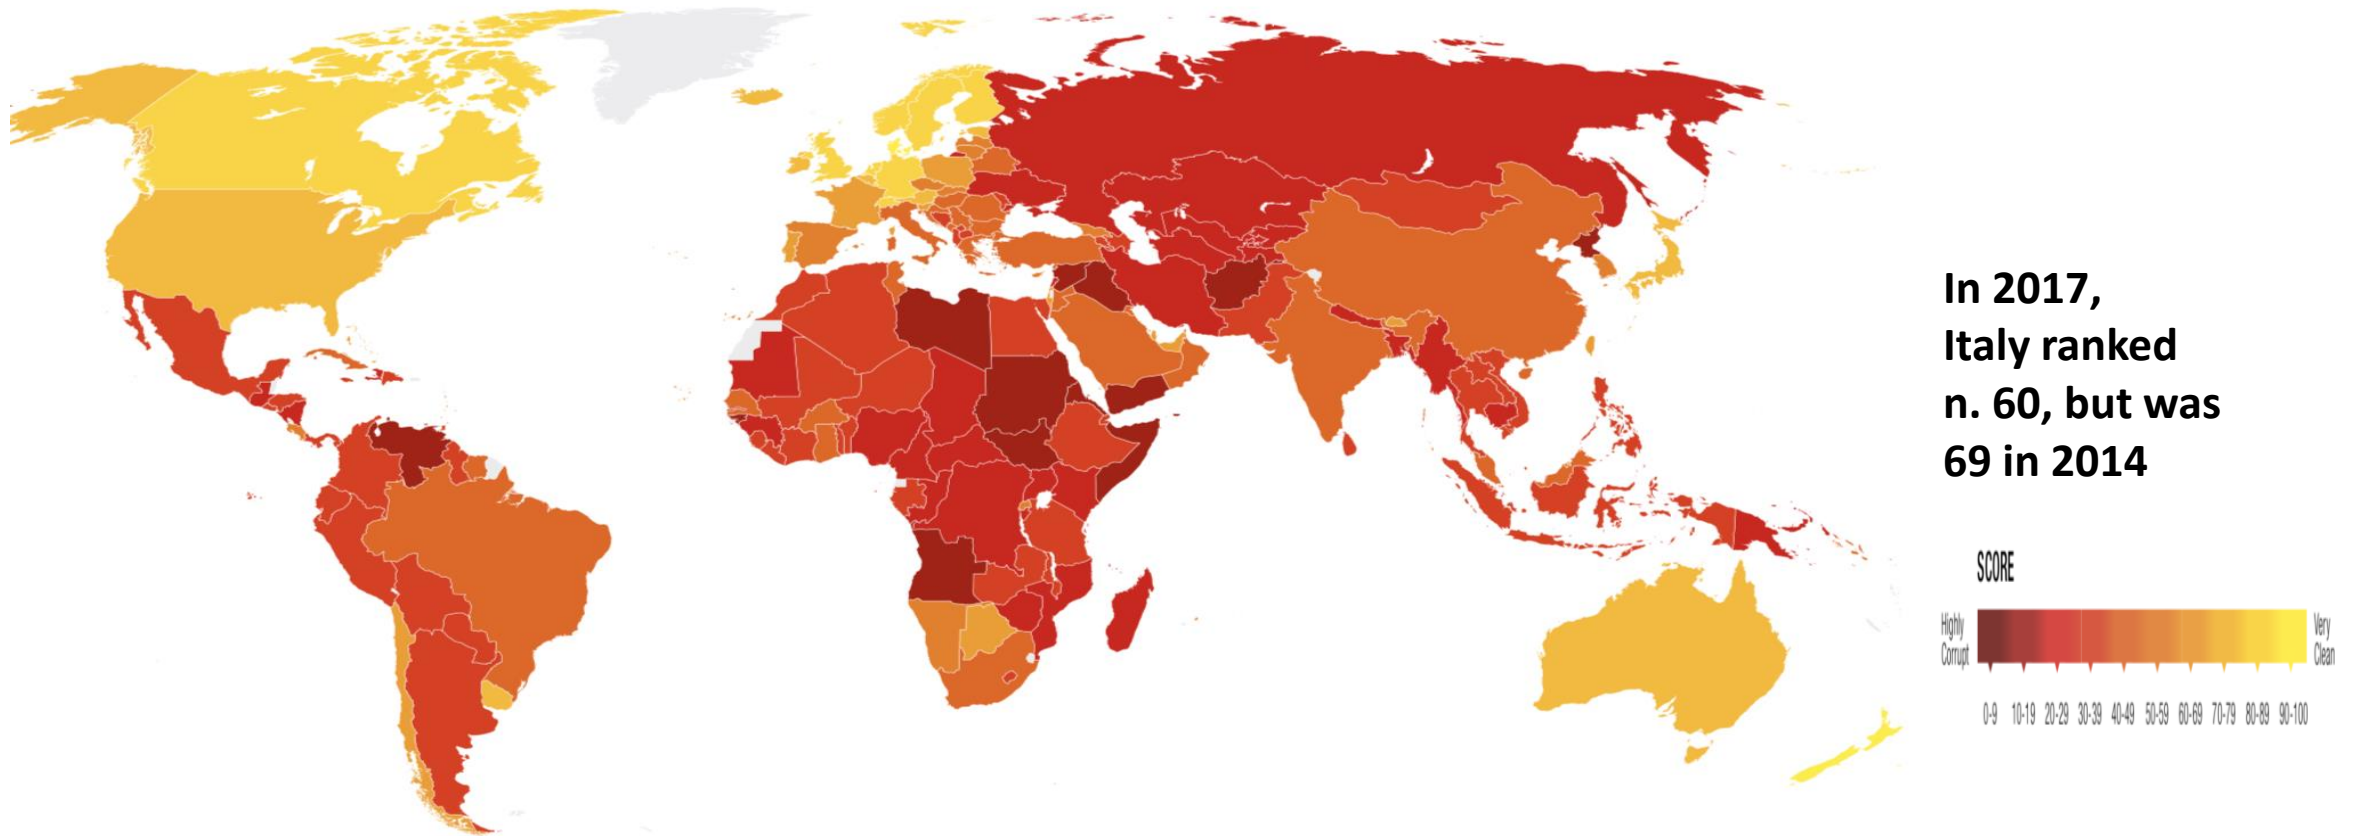 In 2017,
Italy ranked
n. 60, but was
69 in 2014
SCORE
Highly
Corrupt
Very
Clean
0-9 10-19 20-29 30-39 40-49 50-59 60-69 70-79 80-89 90-100